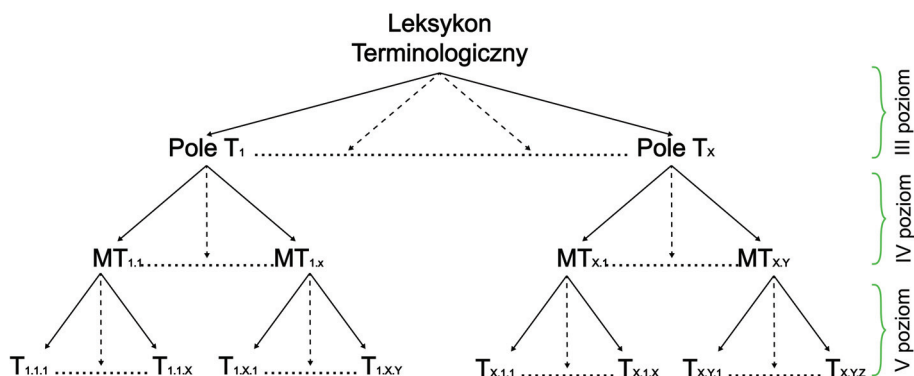 Leksykon
Terminologiczny
III poziom
Pole T₁ ........................................................ Pole Tₓ
IV poziom
MT₁.₁ ........................ MT₁.ₓ
MTX.1 ........................ MTX.Y
V poziom
T1.1.1 ................ T1.1.X
T1.X.1 ................ T1.X.Y
TX.1.1 ................ TX.1.X
TX.Y.1 ................ TX.Y.Z